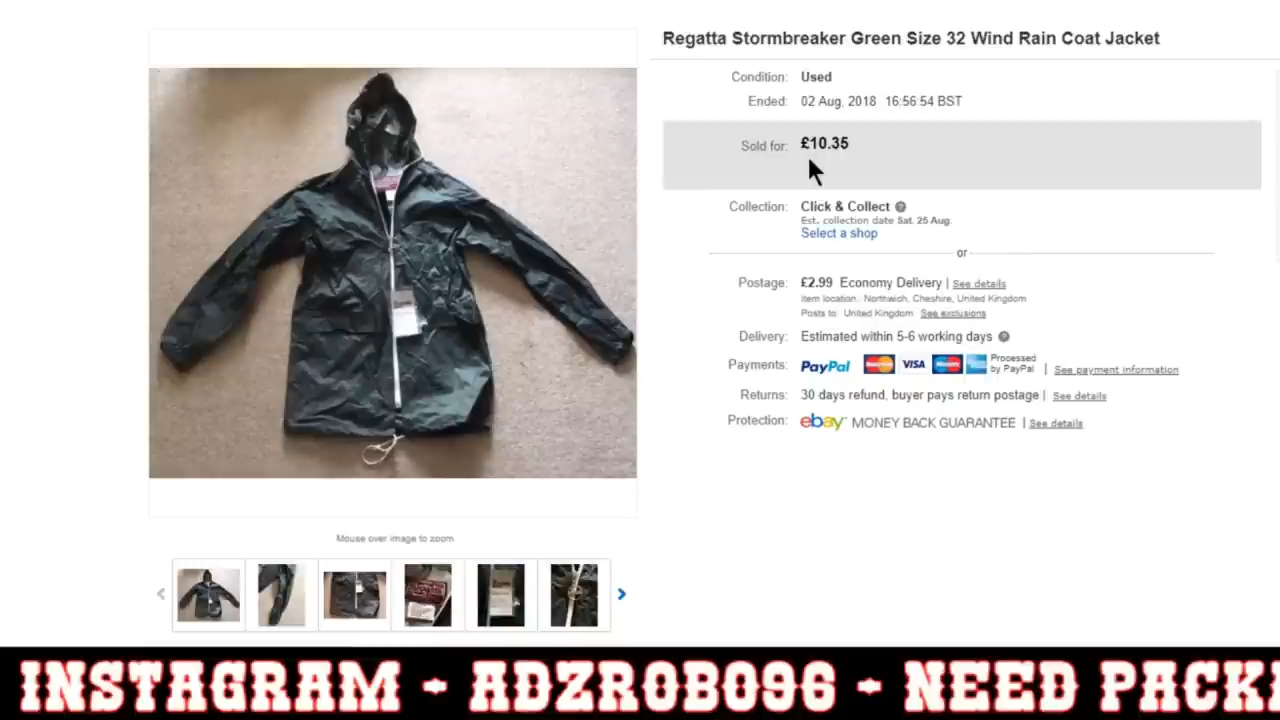 Regatta Stormbreaker Green Size 32 Wind Rain Coat Jacket
Condition: Used
Ended: 02 Aug, 2018 16:56:54 BST
Sold for: £10.35
Collection: Click & Collect
Est. collection date Sat. 25 Aug.
Select a shop
or
Postage: £2.99 Economy Delivery | See details
Item location: Northwich, Cheshire, United Kingdom
Posts to: United Kingdom See exclusions
Delivery: Estimated within 5-6 working days
Payments: PayPal MasterCard VISA Maestro Processed by PayPal | See payment information
Returns: 30 days refund, buyer pays return postage | See details
Protection: ebay MONEY BACK GUARANTEE | See details
Mouse over image to zoom
INSTAGRAM - ADZROB096 - NEED PACKA